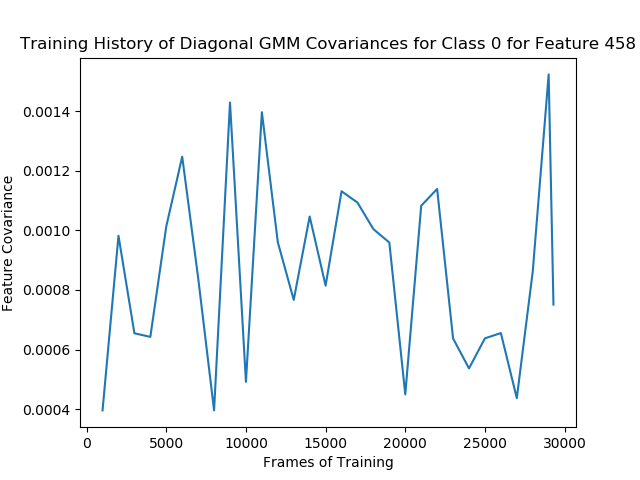 Training History of Diagonal GMM Covariances for Class 0 for Feature 458
0.0014
0.0012
0.0010
0.0008
0.0006
0.0004
Feature Covariance
0 5000 10000 15000 20000 25000 30000
Frames of Training